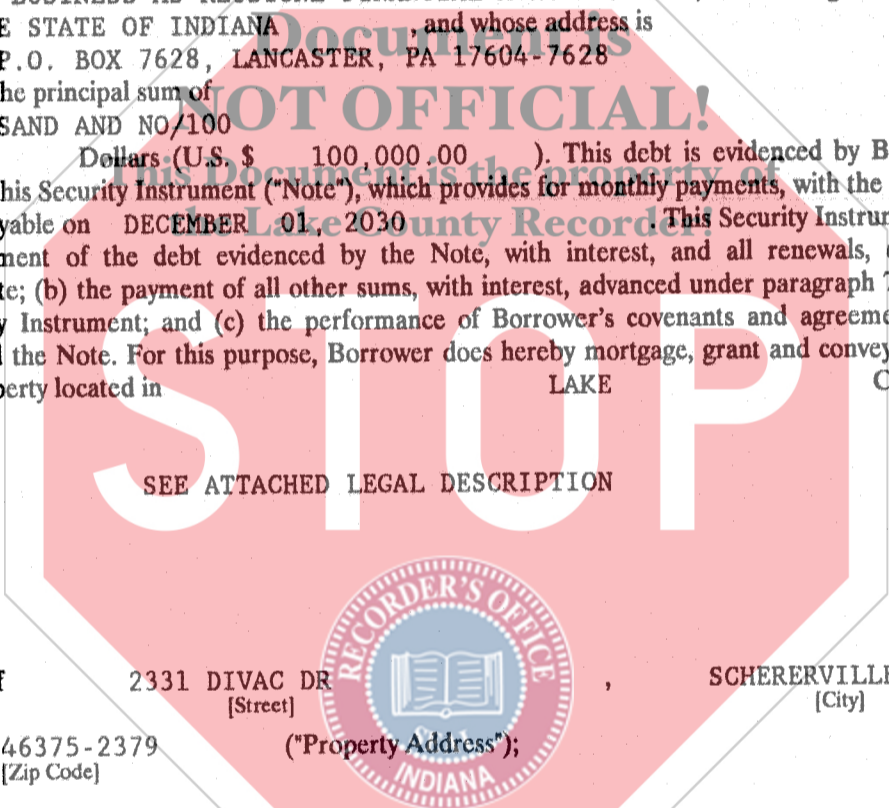 E STATE OF INDIANA , and whose address is
Document is
P.O. BOX 7628, LANCASTER, PA 17604-7628
he principal sum of
NOT OFFICIAL!
SAND AND NO/100
Dollars (U.S. $ 100,000.00 ). This debt is evidenced by B
This Document is the property of
his Security Instrument ("Note"), which provides for monthly payments, with the
yable on DECEMBER 01, 2030 . This Security Instrum
the Lake County Recorder!
ment of the debt evidenced by the Note, with interest, and all renewals,
te; (b) the payment of all other sums, with interest, advanced under paragraph 7
y Instrument; and (c) the performance of Borrower's covenants and agreeme
the Note. For this purpose, Borrower does hereby mortgage, grant and convey
perty located in LAKE C
STOP
SEE ATTACHED LEGAL DESCRIPTION
RECORDER'S OFFICE
f 2331 DIVAC DR , SCHERERVILLE
[Street] [City]
SEAL
46375-2379 ("Property Address");
[Zip Code]
INDIANA